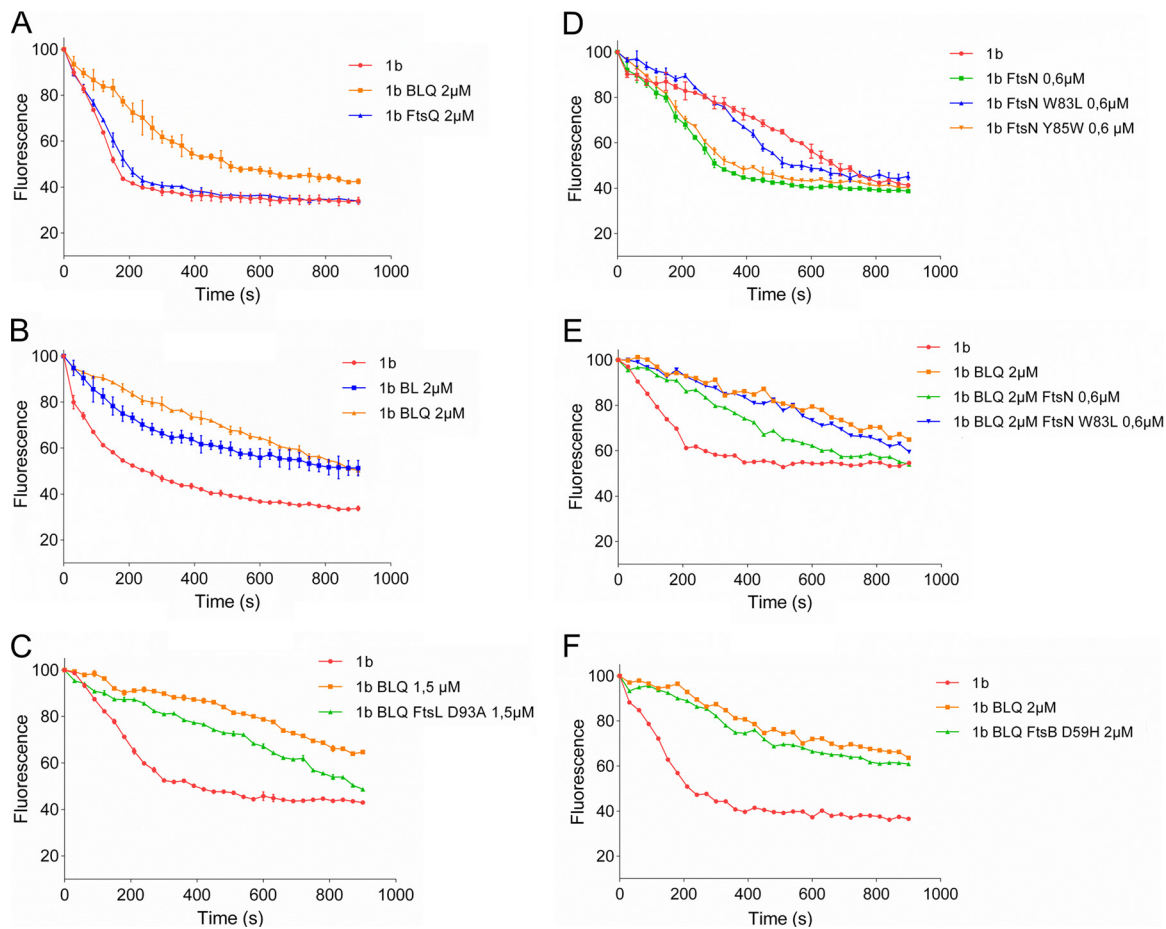 A
Fluorescence
100
80
60
40
20
0
200
400
600
800
1000
Time (s)
1b
1b BLQ 2μM
1b FtsQ 2μM
B
Fluorescence
100
80
60
40
20
0
200
400
600
800
1000
Time (s)
1b
1b BL 2μM
1b BLQ 2μM
C
Fluorescence
100
80
60
40
20
0
200
400
600
800
1000
Time (s)
1b
1b BLQ 1,5 μM
1b BLQ FtsL D93A 1,5μM
D
Fluorescence
100
80
60
40
20
0
200
400
600
800
1000
Time (s)
1b
1b FtsN 0,6μM
1b FtsN W83L 0,6μM
1b FtsN Y85W 0,6 μM
E
Fluorescence
100
80
60
40
20
0
200
400
600
800
1000
Time (s)
1b
1b BLQ 2μM
1b BLQ 2μM FtsN 0,6μM
1b BLQ 2μM FtsN W83L 0,6μM
F
Fluorescence
100
80
60
40
20
0
200
400
600
800
1000
Time (s)
1b
1b BLQ 2μM
1b BLQ FtsB D59H 2μM